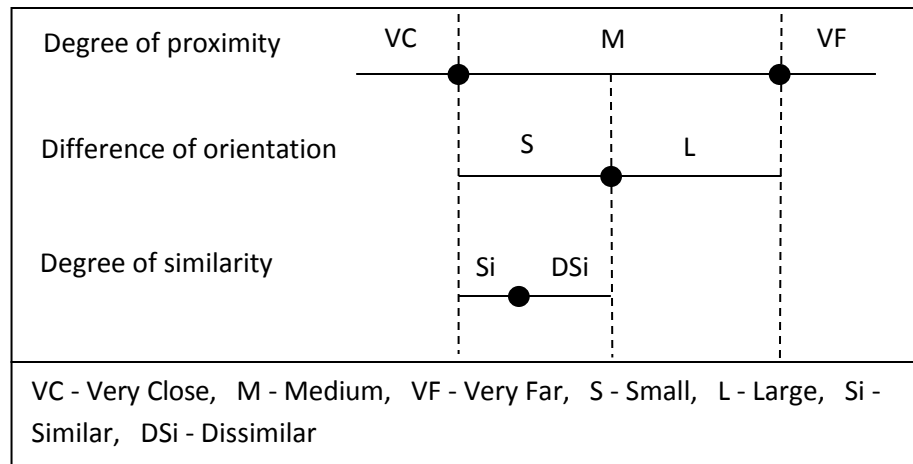 Degree of proximity VC M VF
Difference of orientation S L
Degree of similarity Si DSi
VC - Very Close, M - Medium, VF - Very Far, S - Small, L - Large, Si -
Similar, DSi - Dissimilar